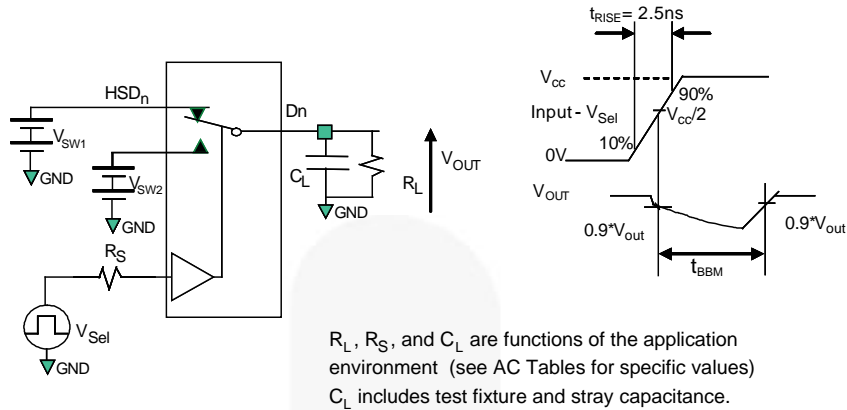 tRISE= 2.5ns
Vcc
90%
Input - VSel
Vcc/2
10%
0V
VOUT
0.9*Vout
0.9*Vout
tBBM
HSDn
Dn
VSW1
GND
VSW2
GND
CL
RL
VOUT
GND
RS
VSel
GND
RL, RS, and CL are functions of the application
environment (see AC Tables for specific values)
CL includes test fixture and stray capacitance.